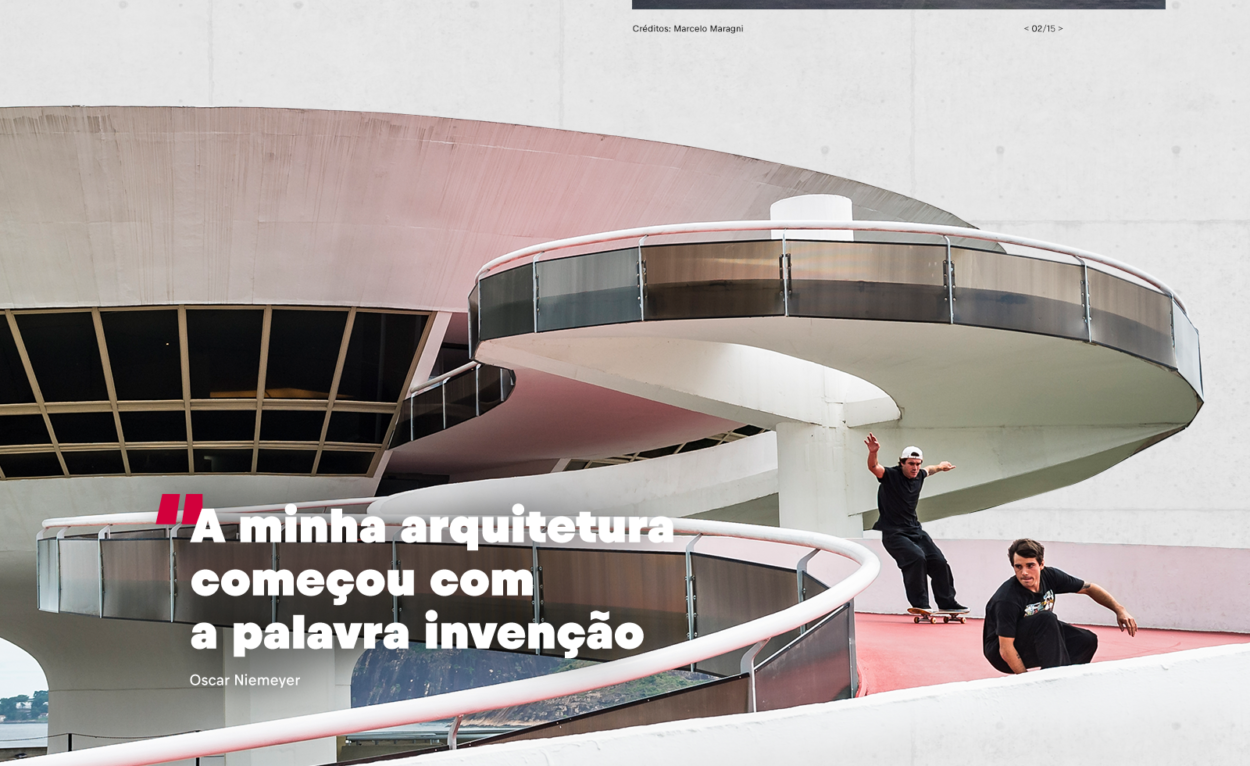 Créditos: Marcelo Maragni
< 02/15 >
"A minha arquitetura
começou com
a palavra invenção
Oscar Niemeyer